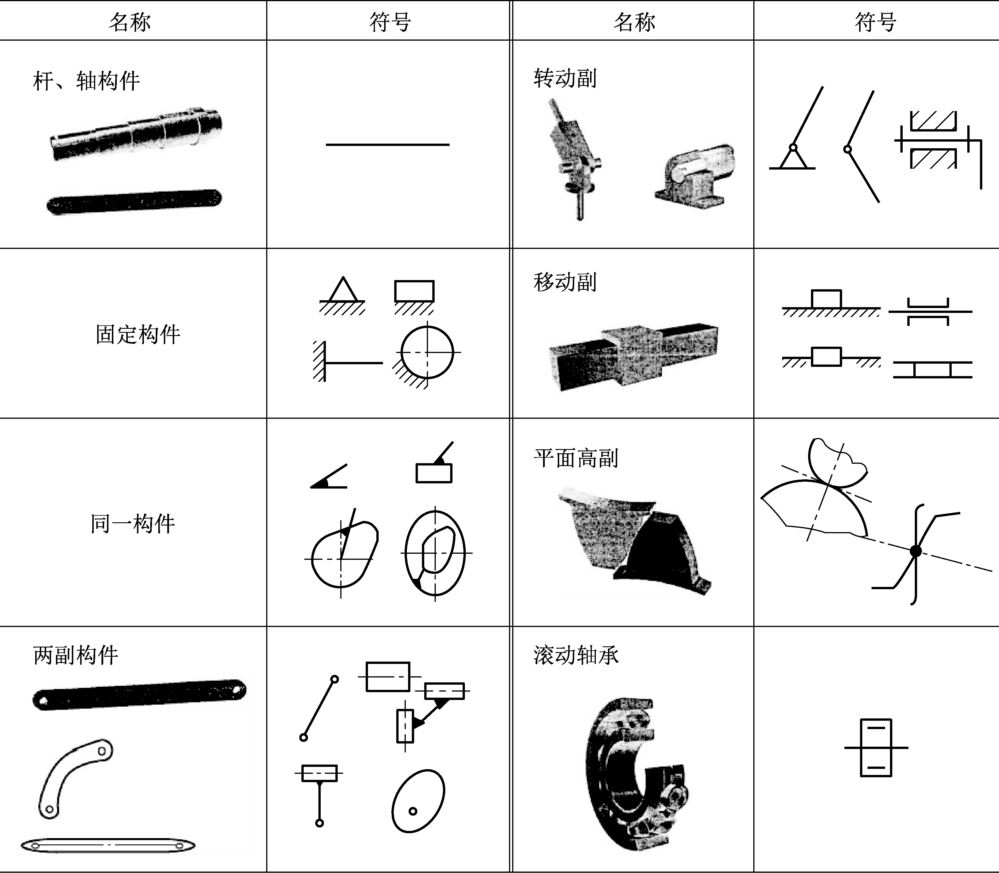 名称 符号 名称 符号
杆、轴构件 转动副
固定构件 移动副
同一构件 平面高副
两副构件 滚动轴承